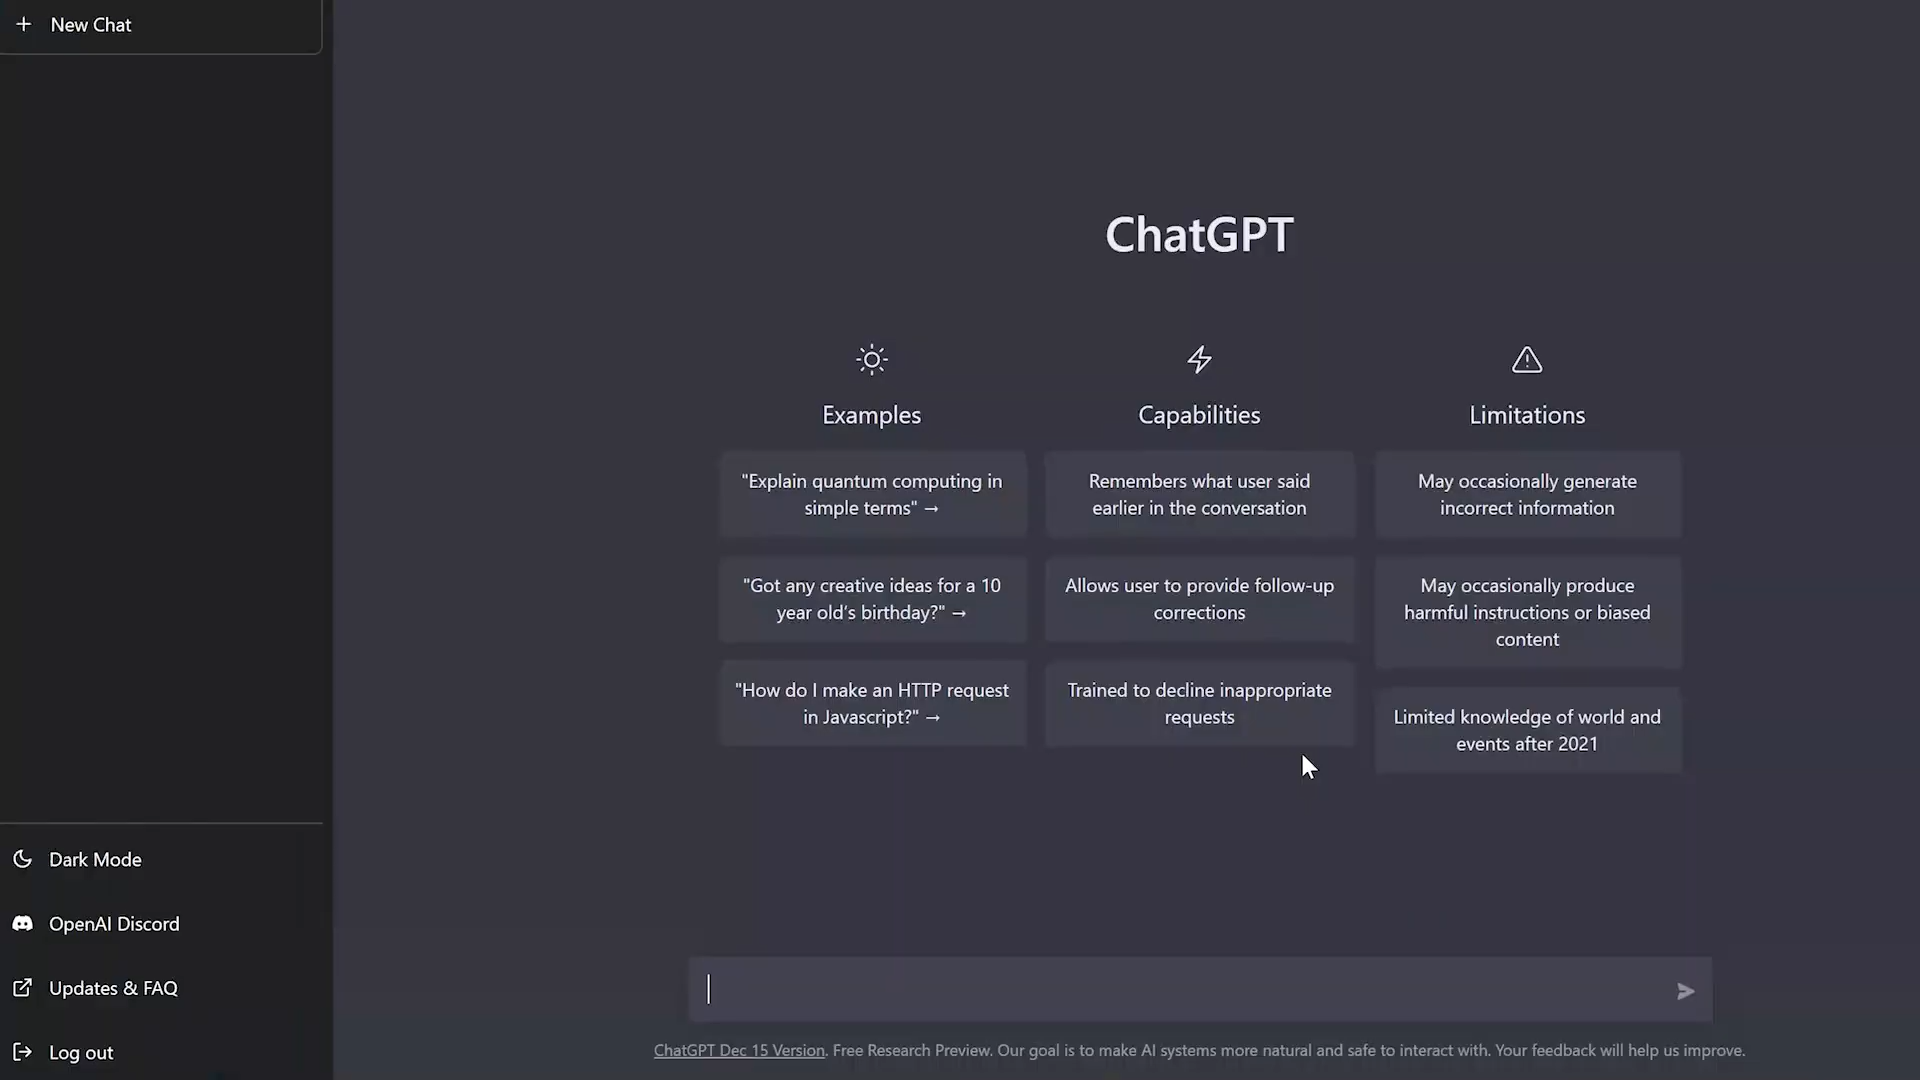 New Chat
ChatGPT
Examples
"Explain quantum computing in
simple terms" →
"Got any creative ideas for a 10
year old’s birthday?" →
"How do I make an HTTP request
in Javascript?" →
Capabilities
Remembers what user said
earlier in the conversation
Allows user to provide follow-up
corrections
Trained to decline inappropriate
requests
Limitations
May occasionally generate
incorrect information
May occasionally produce
harmful instructions or biased
content
Limited knowledge of world and
events after 2021
Dark Mode
OpenAI Discord
Updates & FAQ
Log out
ChatGPT Dec 15 Version. Free Research Preview. Our goal is to make AI systems more natural and safe to interact with. Your feedback will help us improve.